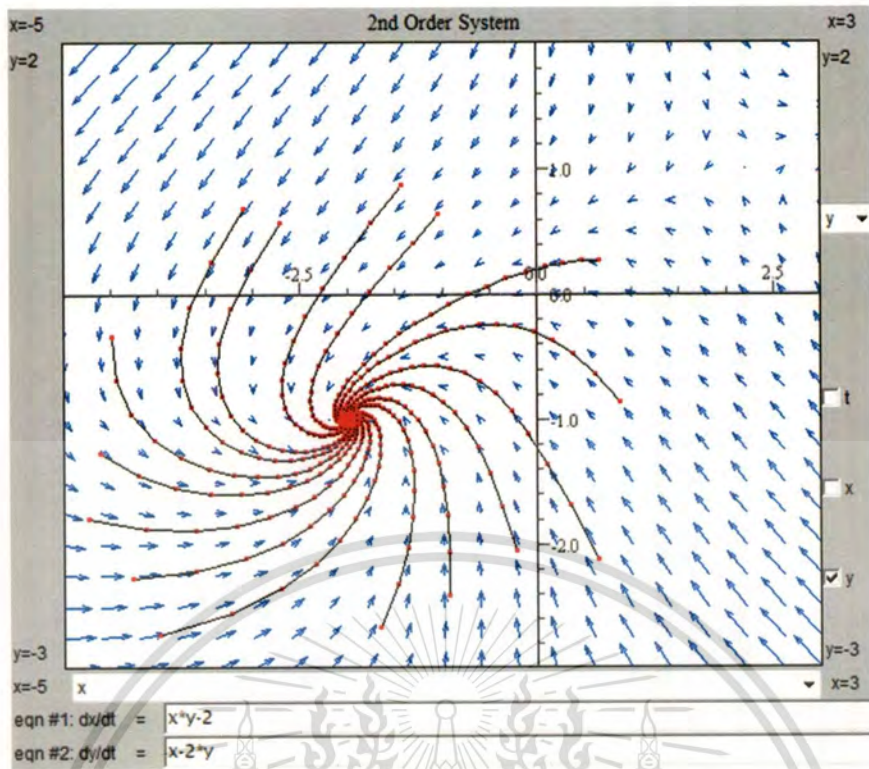 x=-5 2nd Order System x=3
y=2 y=2
1.0
y
-2.5 0.0 2.5
0.0
t
-1.0
x
-2.0
y
y=-3 y=-3
x=-5 x x=3
eqn #1: dx/dt = x*y-2
eqn #2: dy/dt = x-2*y